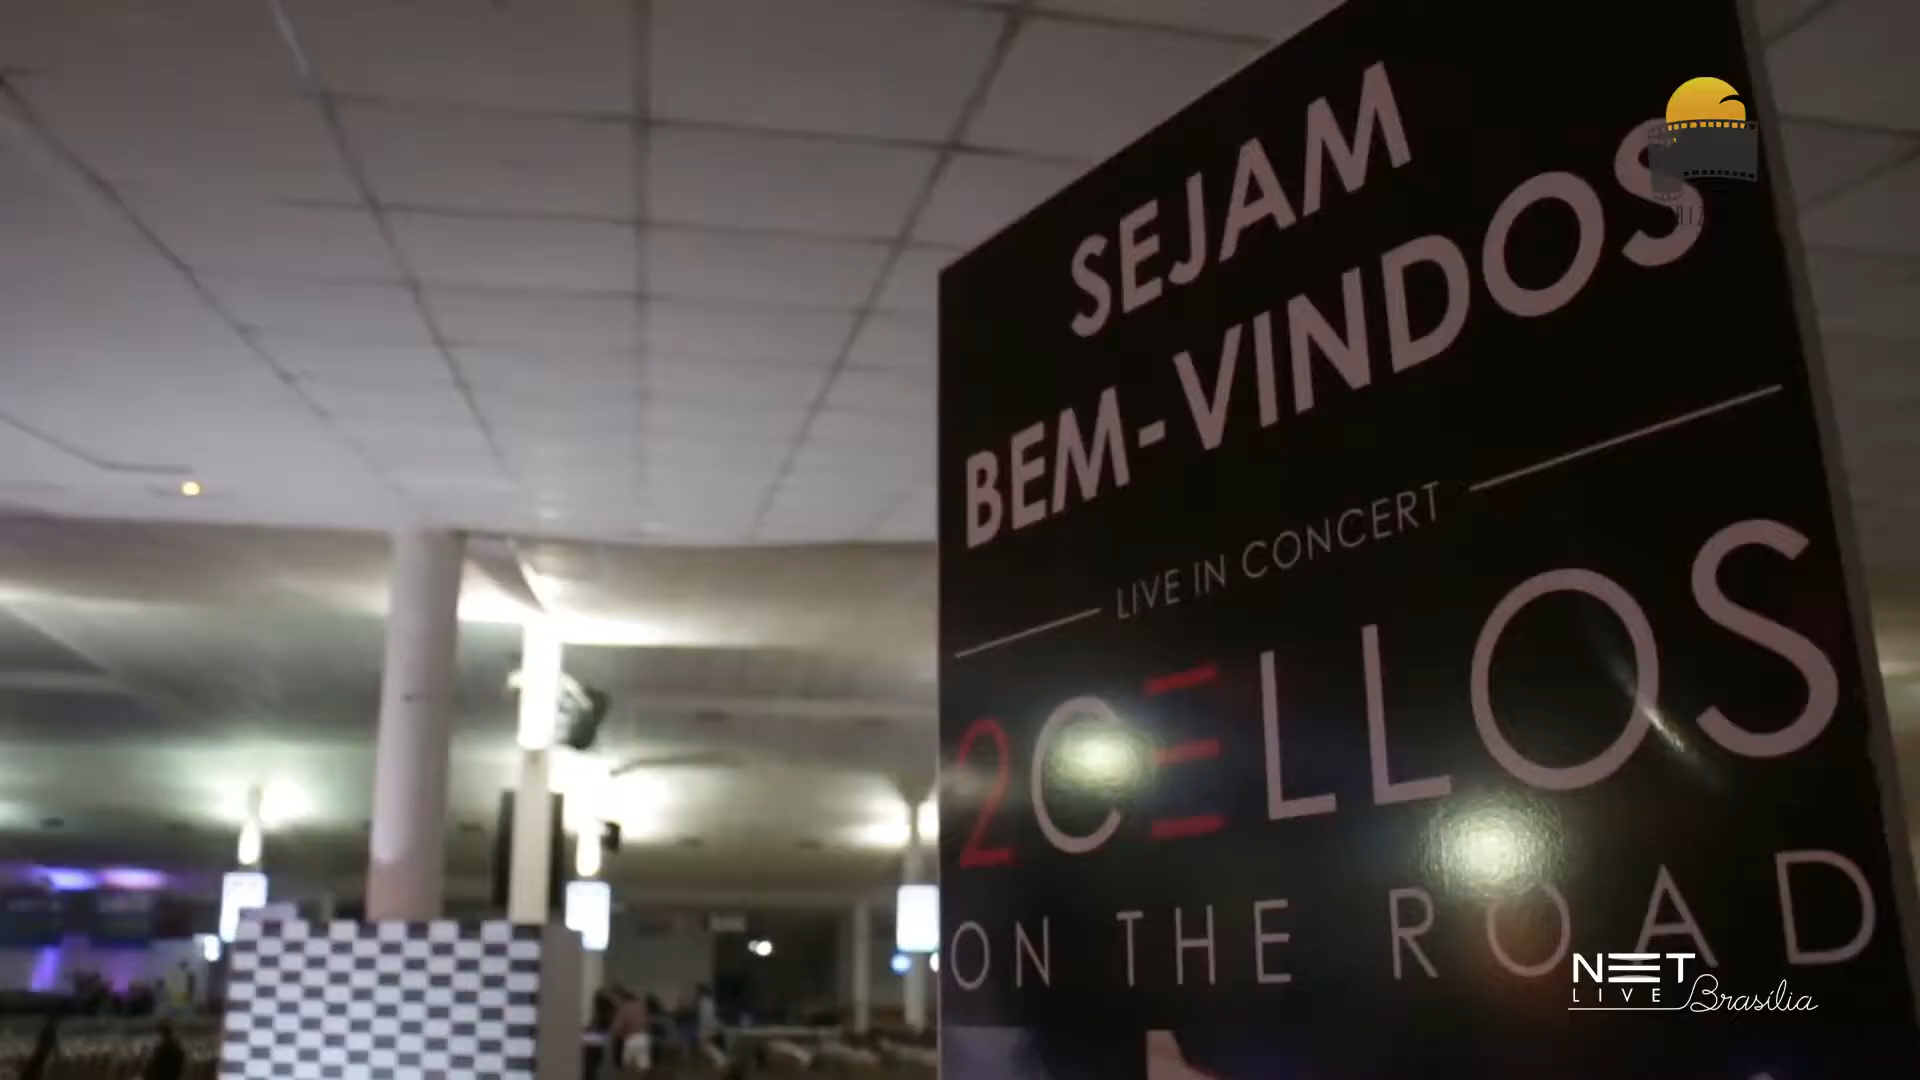 SEJAM
BEM-VINDOS
LIVE IN CONCERT
2CELLOS
ON THE ROAD
NET
LIVE Brasília